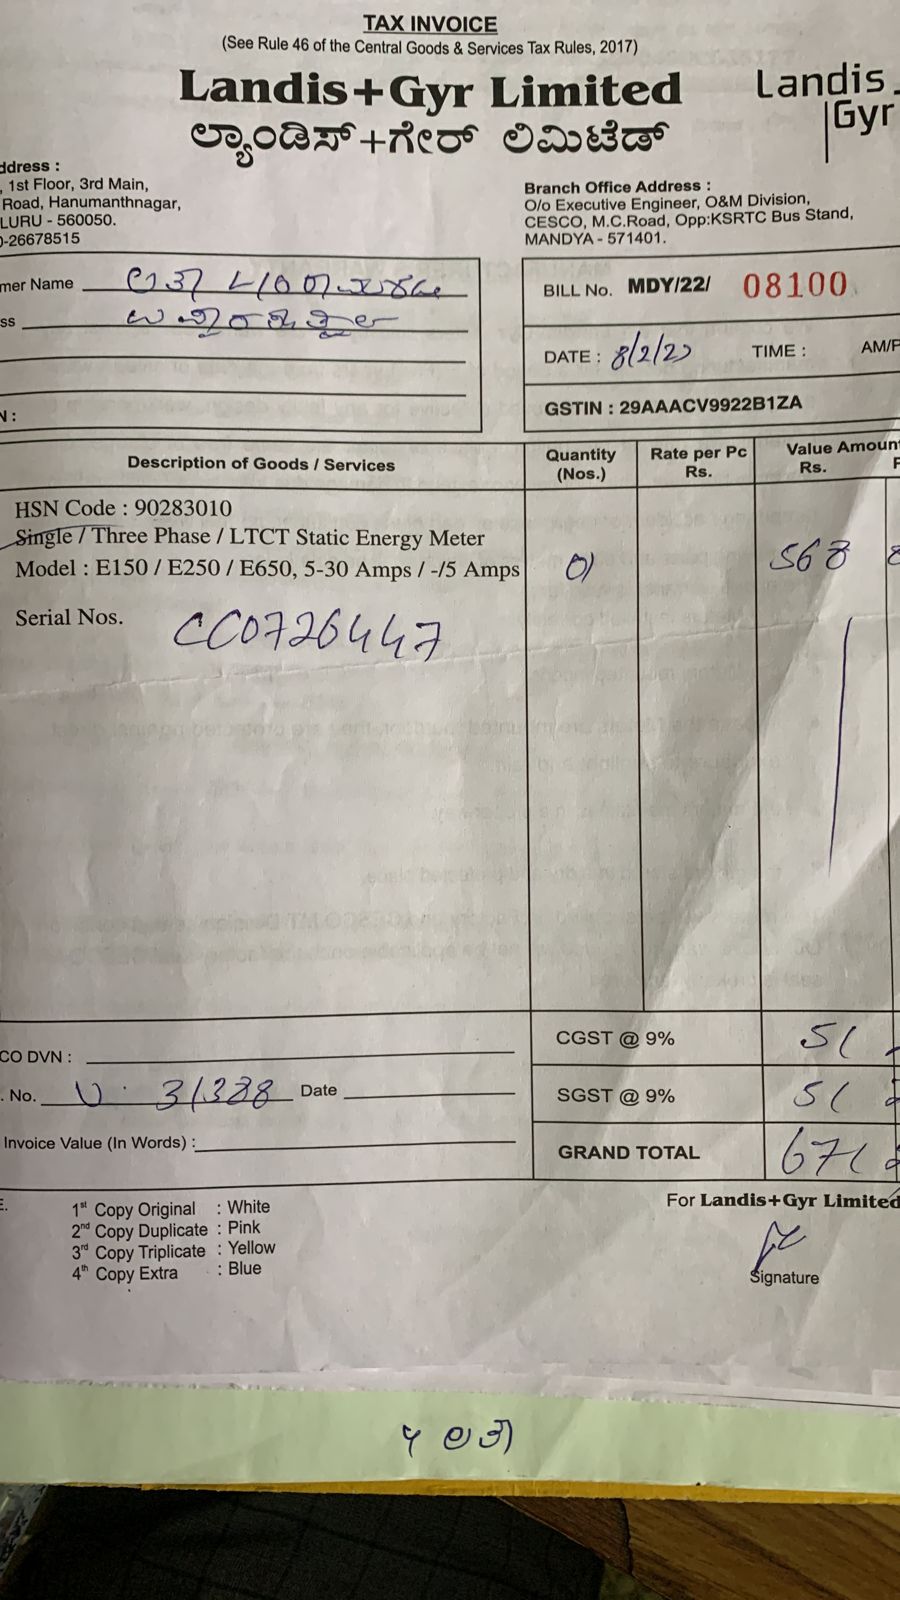 TAX INVOICE
(See Rule 46 of the Central Goods & Services Tax Rules, 2017)
Landis+Gyr Limited
ಲ್ಯಾಂಡಿಸ್+ಗೇರ್ ಲಿಮಿಟೆಡ್
Landis
Gyr
ddress :
, 1st Floor, 3rd Main,
Road, Hanumanthnagar,
LURU - 560050.
-26678515
Branch Office Address :
O/o Executive Engineer, O&M Division,
CESCO, M.C.Road, Opp:KSRTC Bus Stand,
MANDYA - 571401.
mer Name
ss
N :
BILL No. MDY/22/ 08100
DATE : 8/2/23 TIME : AM/P
GSTIN : 29AAACV9922B1ZA
Description of Goods / Services
Quantity (Nos.)
Rate per Pc Rs.
Value Amount
Rs.
HSN Code : 90283010
Single / Three Phase / LTCT Static Energy Meter
Model : E150 / E250 / E650, 5-30 Amps / -/5 Amps 01 568
Serial Nos. CC0726447
CO DVN :
. No. U. 31388 Date
Invoice Value (In Words) :
CGST @ 9% 51
SGST @ 9% 51
GRAND TOTAL 671
E.
1st Copy Original : White
2nd Copy Duplicate : Pink
3rd Copy Triplicate : Yellow
4th Copy Extra : Blue
For Landis+Gyr Limited
Signature